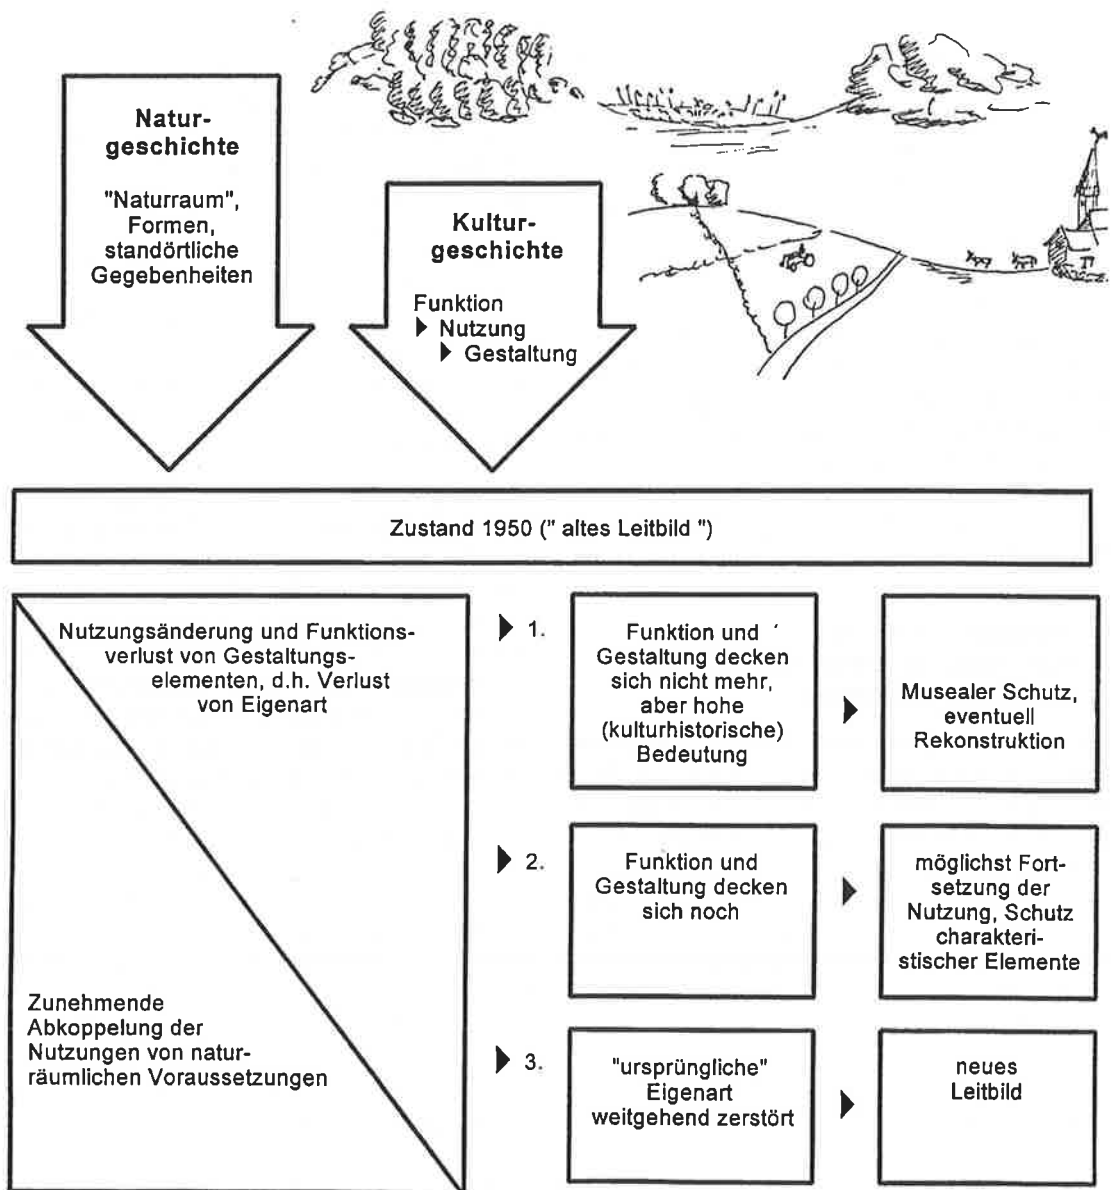 Natur-
geschichte
"Naturraum",
Formen,
standörtliche
Gegebenheiten
Kultur-
geschichte
Funktion
Nutzung
Gestaltung
Zustand 1950 (" altes Leitbild ")
Nutzungsänderung und Funktions-
verlust von Gestaltungs-
elementen, d.h. Verlust
von Eigenart
Zunehmende
Abkoppelung der
Nutzungen von natur-
räumlichen Voraussetzungen
1.
Funktion und
Gestaltung decken
sich nicht mehr,
aber hohe
(kulturhistorische)
Bedeutung
Musealer Schutz,
eventuell
Rekonstruktion
2.
Funktion und
Gestaltung decken
sich noch
möglichst Fort-
setzung der
Nutzung, Schutz
charakteri-
stischer Elemente
3.
"ursprüngliche"
Eigenart
weitgehend zerstört
neues
Leitbild